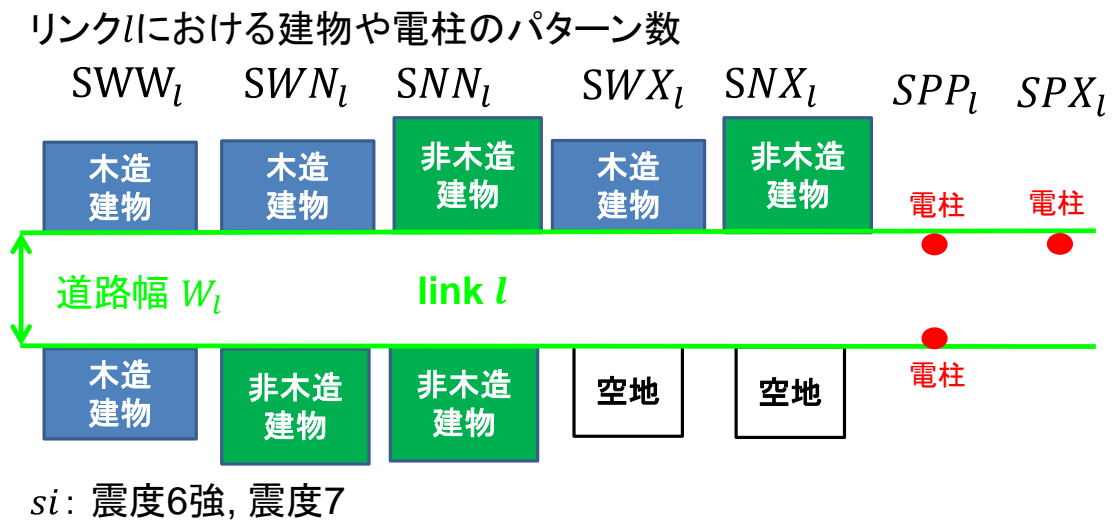 リンクlにおける建物や電柱のパターン数
SWW_l SWN_l SNN_l SWX_l SNX_l SPP_l SPX_l
木造
建物
木造
建物
非木造
建物
木造
建物
非木造
建物
電柱
電柱
道路幅 W_l
link l
木造
建物
非木造
建物
非木造
建物
空地
空地
電柱
si: 震度6強, 震度7